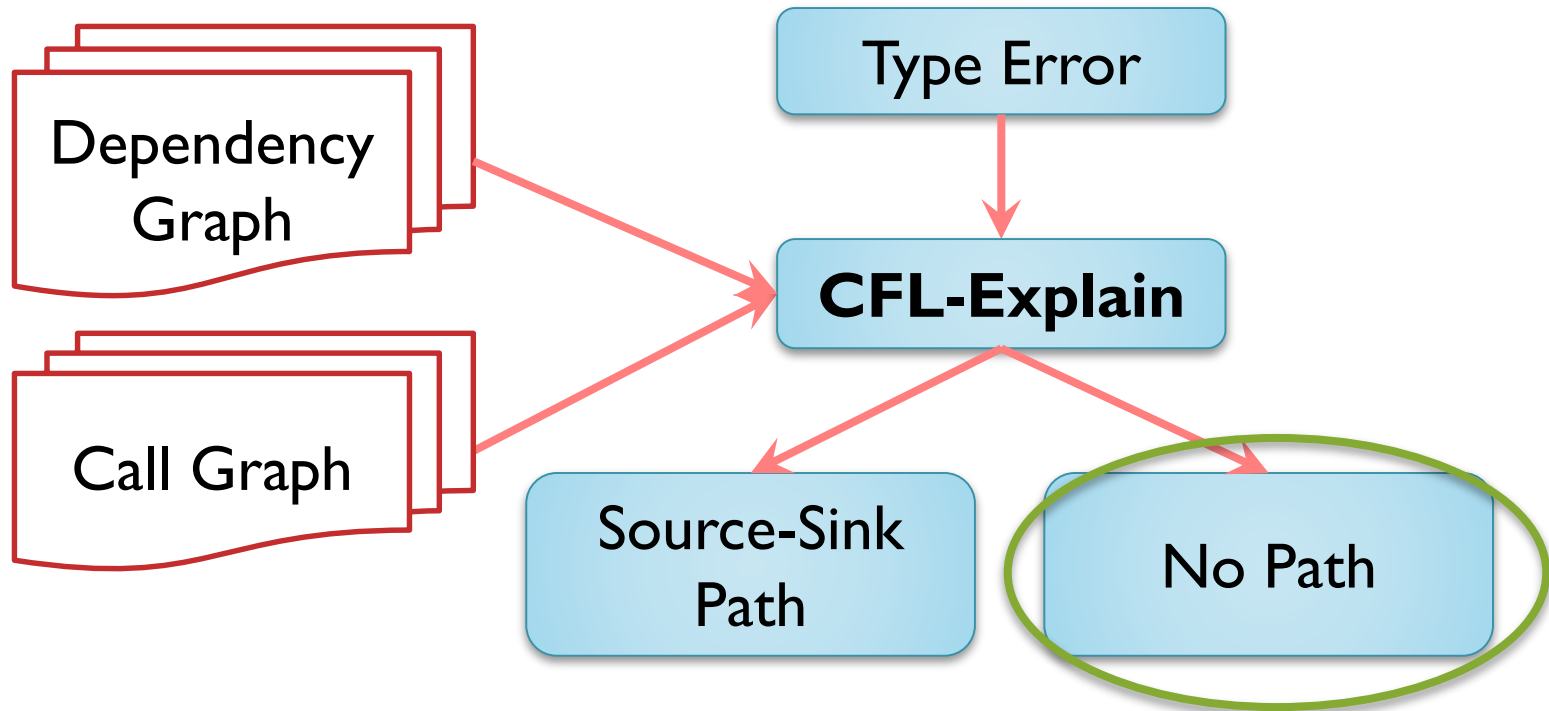 Type Error
Dependency
Graph
CFL-Explain
Call Graph
Source-Sink
Path
No Path